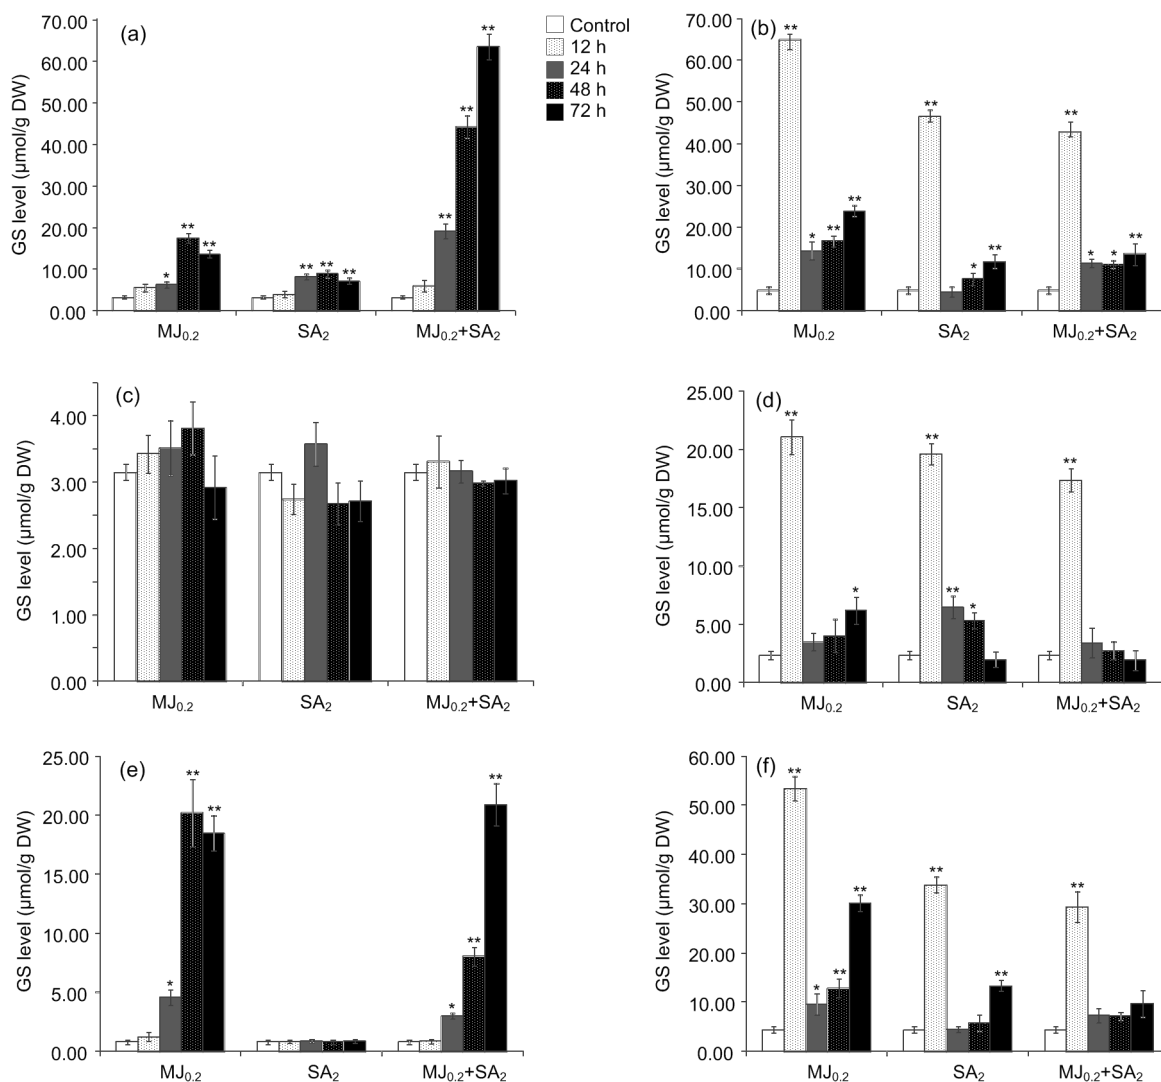 (a)
GS level (μmol/g DW)
70.00
60.00
50.00
40.00
30.00
20.00
10.00
0.00
* ** ** ** ** ** ** ** **
MJ0.2 SA2 MJ0.2+SA2
Control
12 h
24 h
48 h
72 h
(b)
GS level (μmol/g DW)
70.00
60.00
50.00
40.00
30.00
20.00
10.00
0.00
** * ** ** ** * ** ** * * **
MJ0.2 SA2 MJ0.2+SA2
(c)
GS level (μmol/g DW)
4.00
3.00
2.00
1.00
0.00
MJ0.2 SA2 MJ0.2+SA2
(d)
GS level (μmol/g DW)
25.00
20.00
15.00
10.00
5.00
0.00
** * ** ** * **
MJ0.2 SA2 MJ0.2+SA2
(e)
GS level (μmol/g DW)
25.00
20.00
15.00
10.00
5.00
0.00
* ** ** * ** **
MJ0.2 SA2 MJ0.2+SA2
(f)
GS level (μmol/g DW)
60.00
50.00
40.00
30.00
20.00
10.00
0.00
** * ** ** ** ** **
MJ0.2 SA2 MJ0.2+SA2